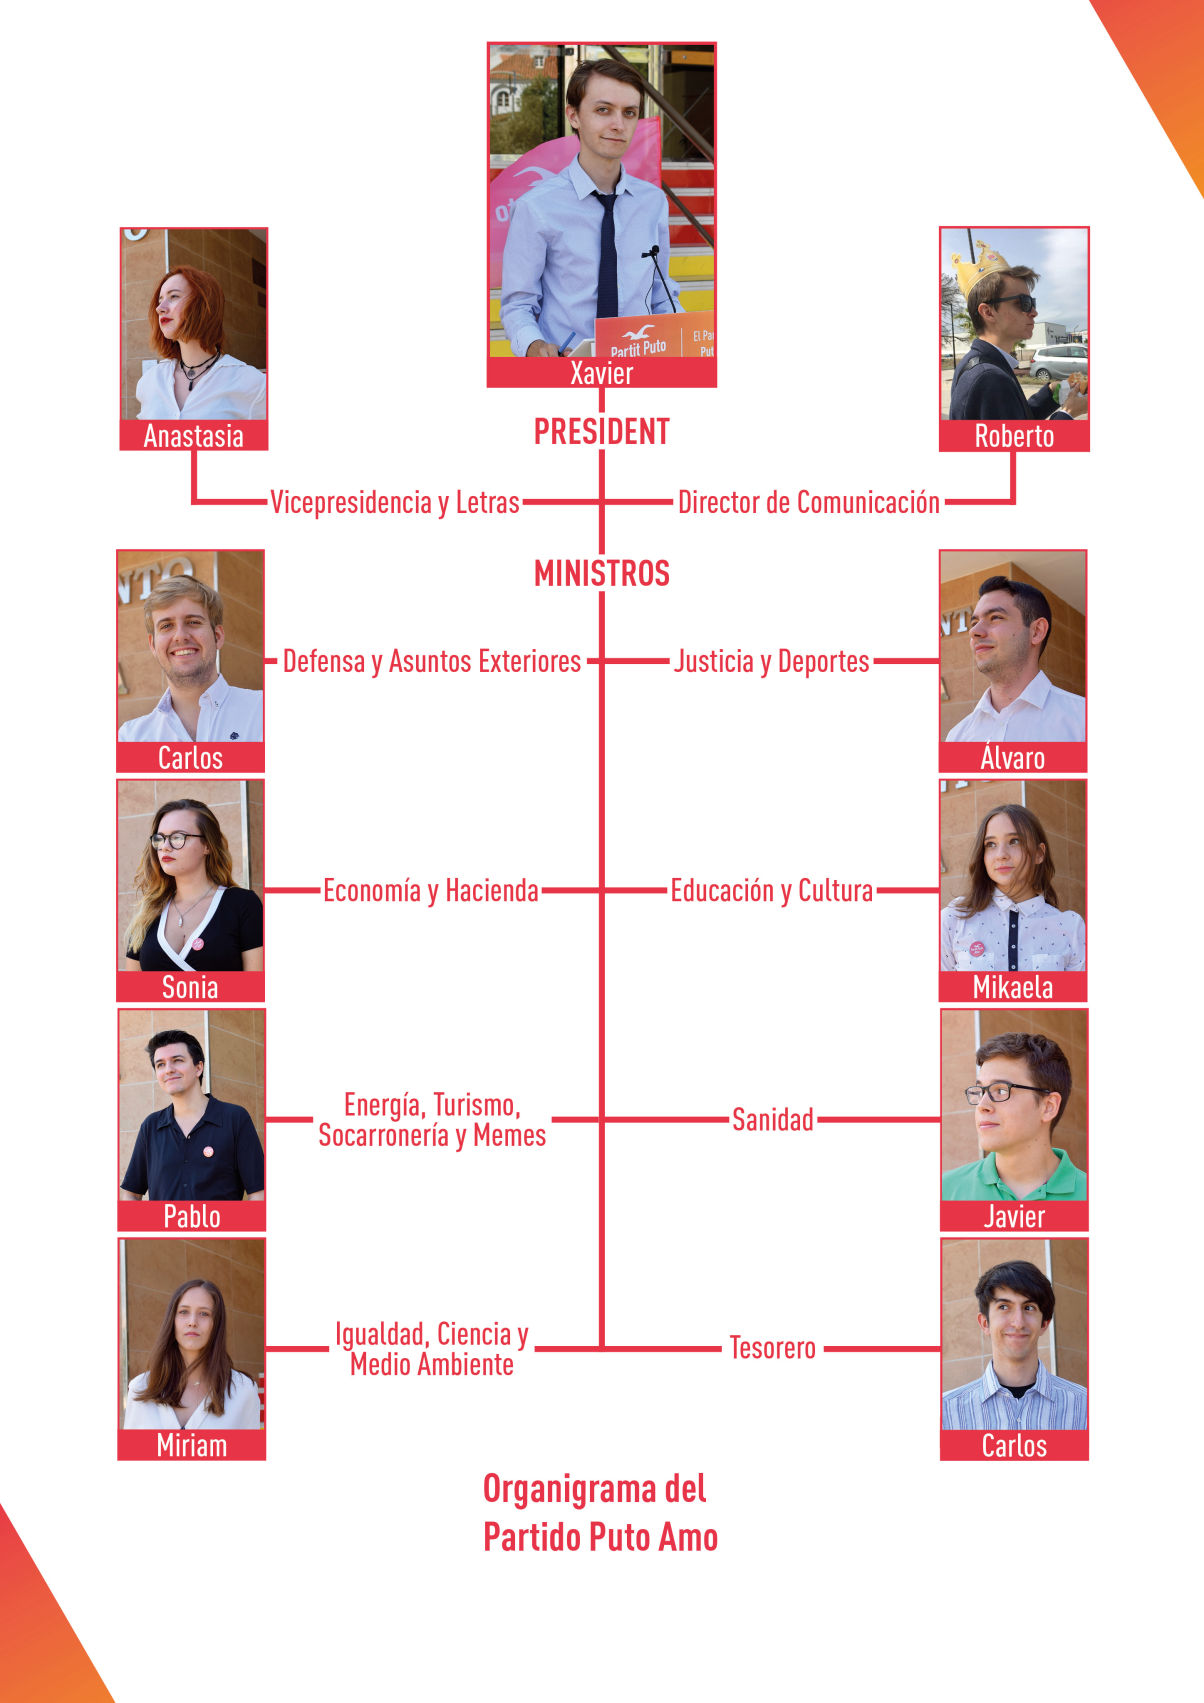 Partit Puto
El Pa
Put
Xavier
Anastasia
Roberto
PRESIDENT
Vicepresidencia y Letras
Director de Comunicación
MINISTROS
Defensa y Asuntos Exteriores
Justicia y Deportes
Carlos
Álvaro
Economía y Hacienda
Educación y Cultura
Sonia
Mikaela
Energía, Turismo,
Socarronería y Memes
Sanidad
Pablo
Javier
Igualdad, Ciencia y
Medio Ambiente
Tesorero
Miriam
Carlos
Organigrama del
Partido Puto Amo